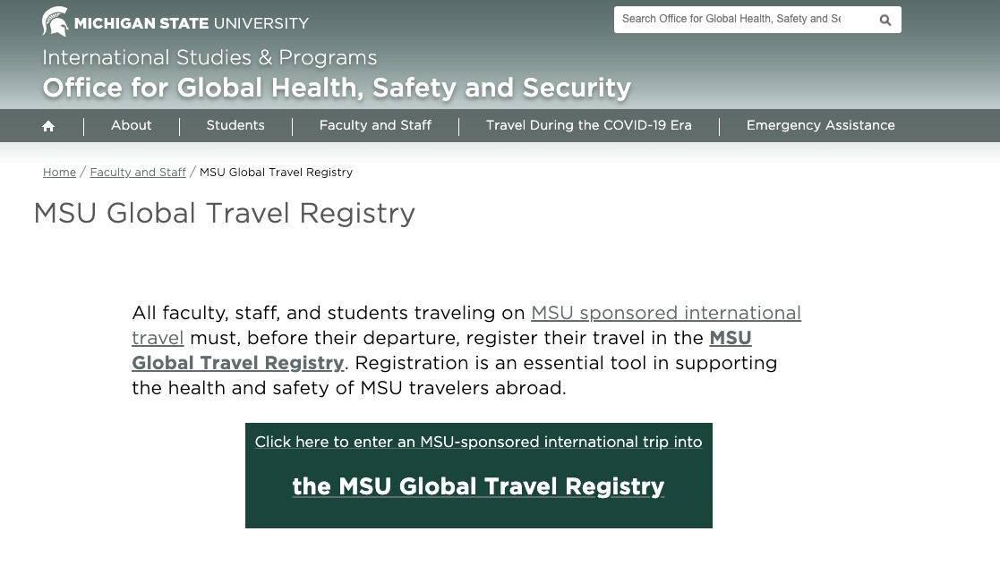 MICHIGAN STATE UNIVERSITY
Search Office for Global Health, Safety and Se
International Studies & Programs
Office for Global Health, Safety and Security
About
Students
Faculty and Staff
Travel During the COVID-19 Era
Emergency Assistance
Home / Faculty and Staff / MSU Global Travel Registry
MSU Global Travel Registry
All faculty, staff, and students traveling on MSU sponsored international
travel must, before their departure, register their travel in the MSU
Global Travel Registry. Registration is an essential tool in supporting
the health and safety of MSU travelers abroad.
Click here to enter an MSU-sponsored international trip into
the MSU Global Travel Registry